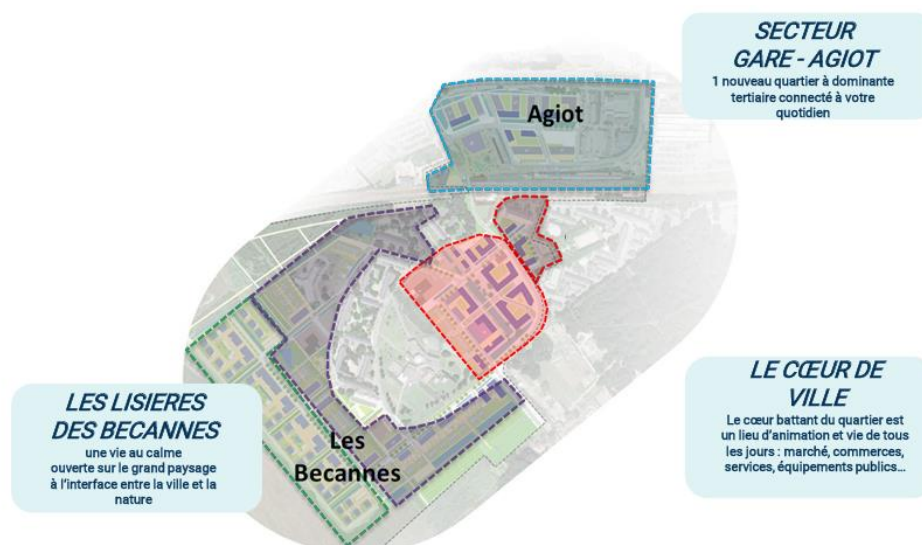 SECTEUR
GARE - AGIOT
1 nouveau quartier à dominante
tertiaire connecté à votre
quotidien
Agiot
LES LISIERES
DES BECANNES
une vie au calme
ouverte sur le grand paysage
à l'interface entre la ville et la
nature
Les
Becannes
LE CŒUR DE
VILLE
Le cœur battant du quartier est
un lieu d'animation et vie de tous
les jours : marché, commerces,
services, équipements publics...